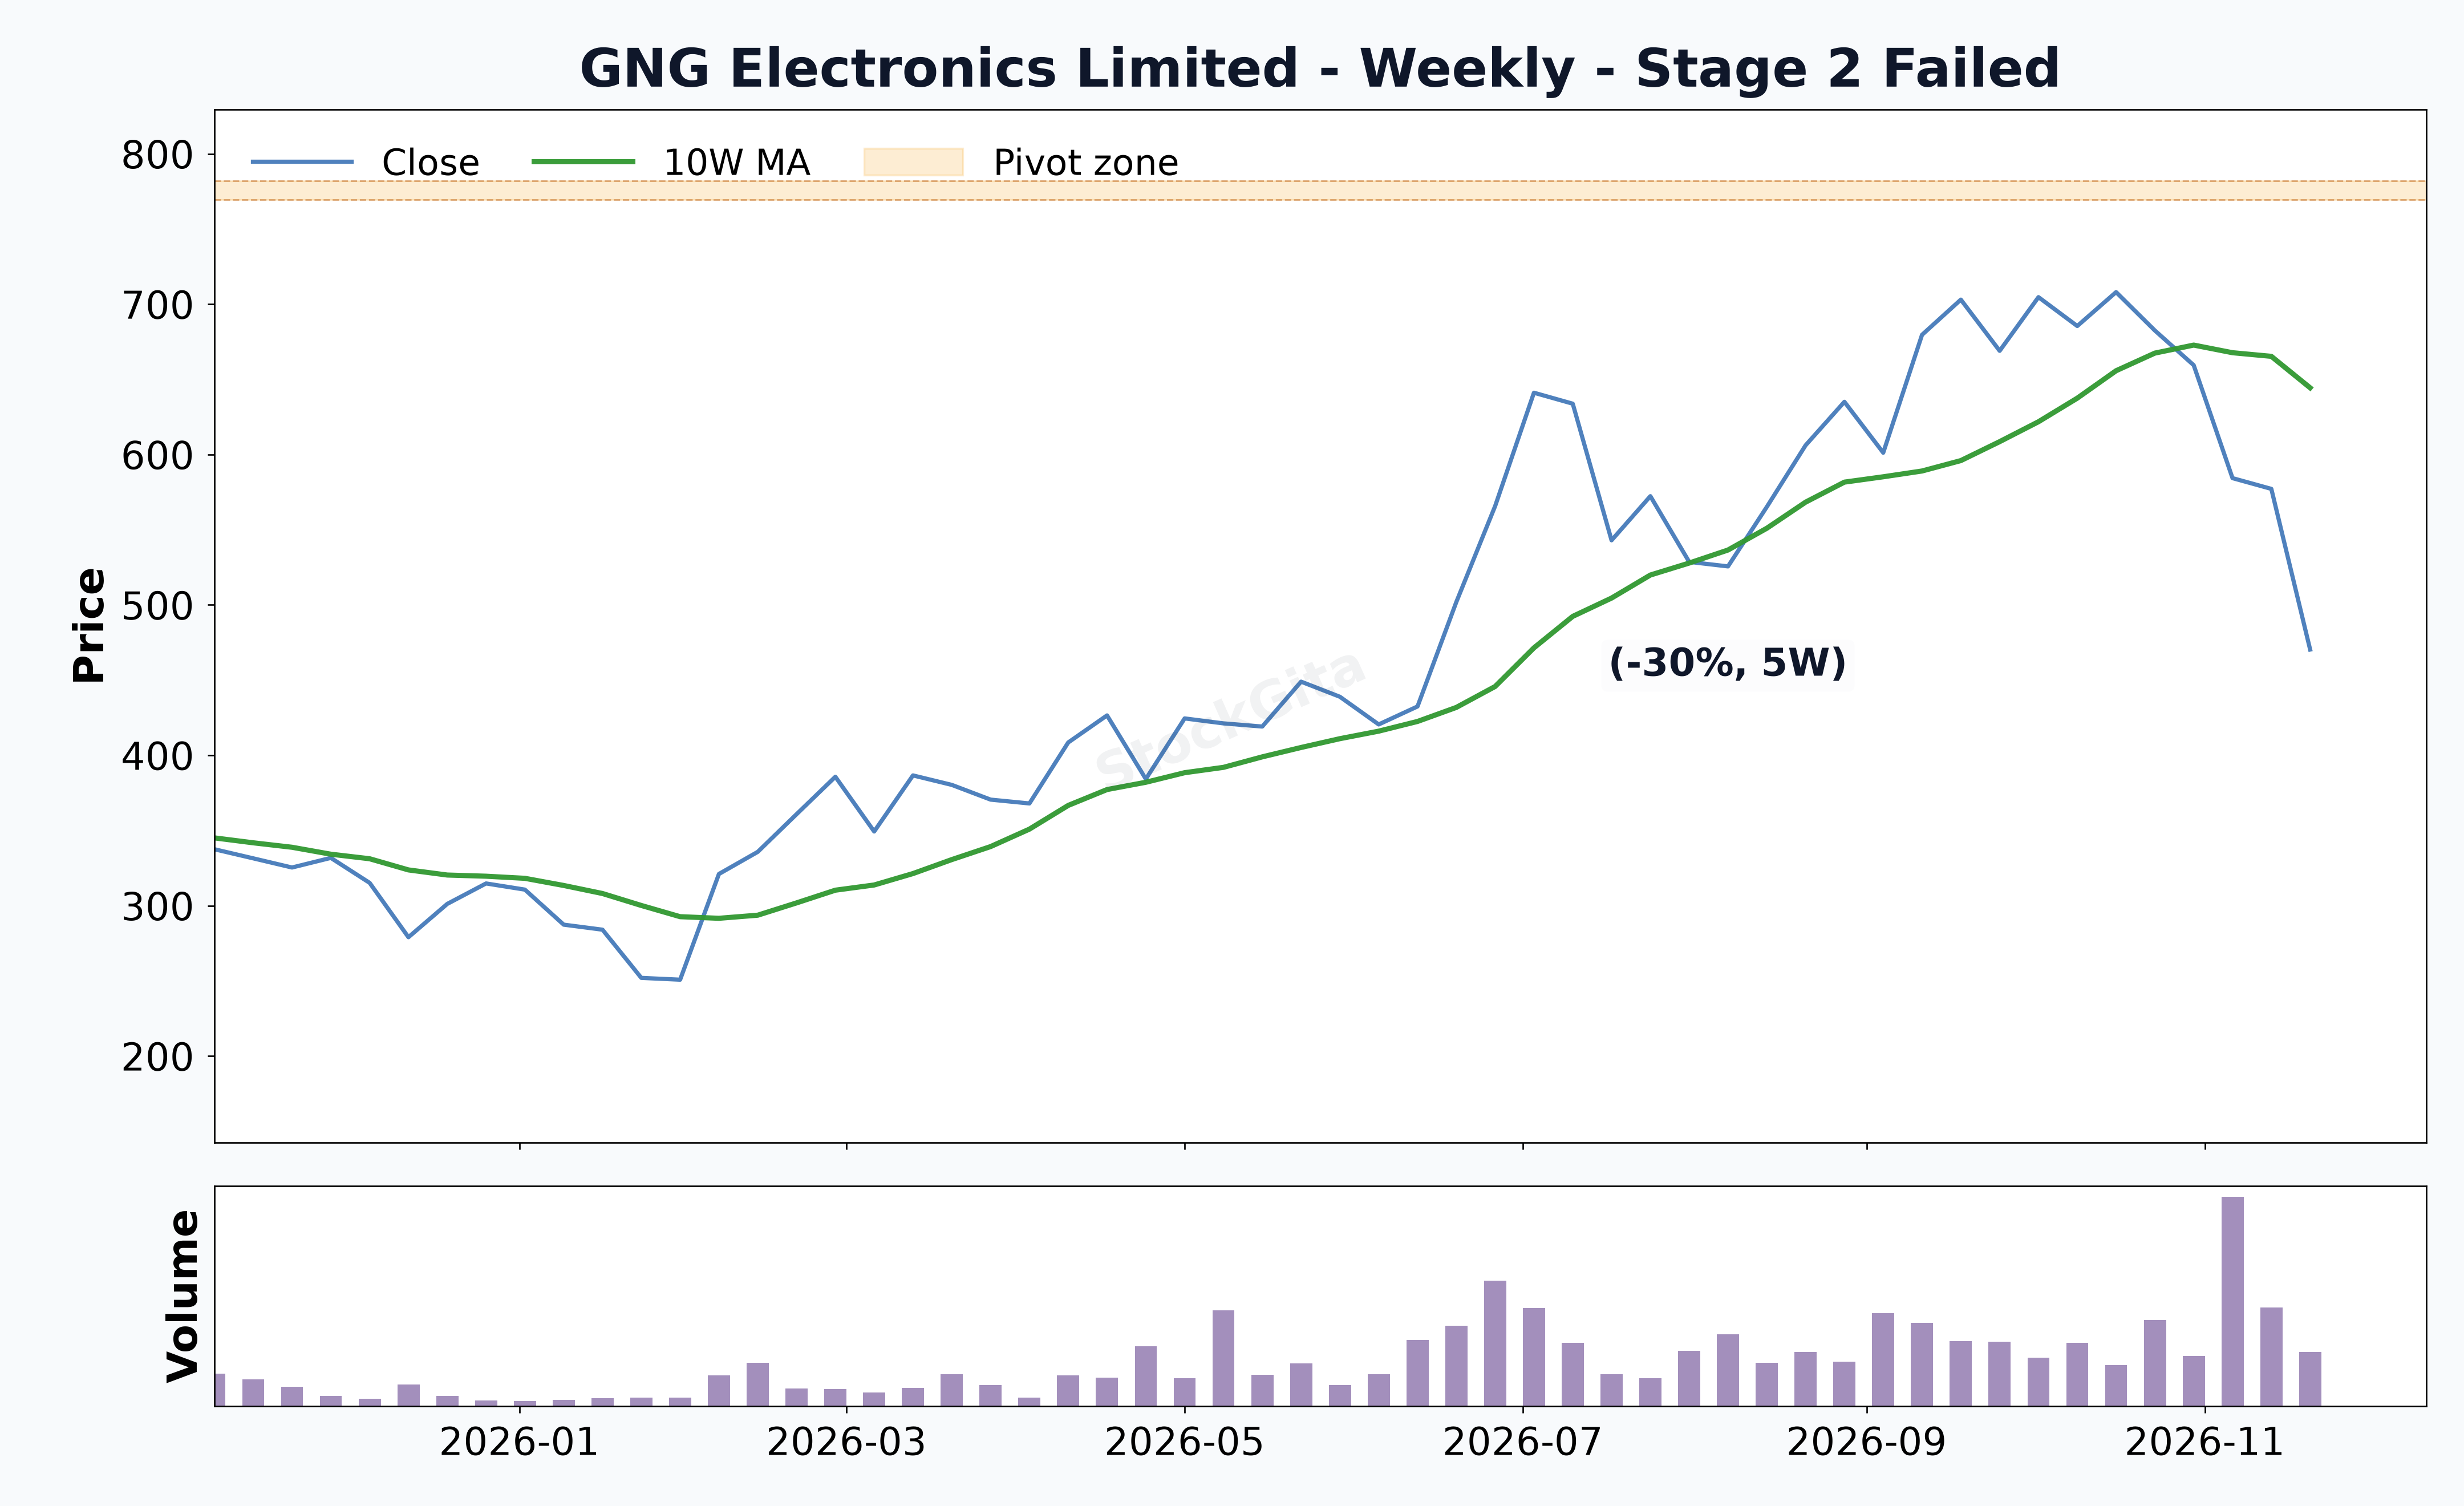 GNG Electronics Limited - Weekly - Stage 2 Failed
Close
10W MA
Pivot zone
800
700
600
500
400
300
200
Price
(-30%, 5W)
StockGita
Volume
2026-01
2026-03
2026-05
2026-07
2026-09
2026-11